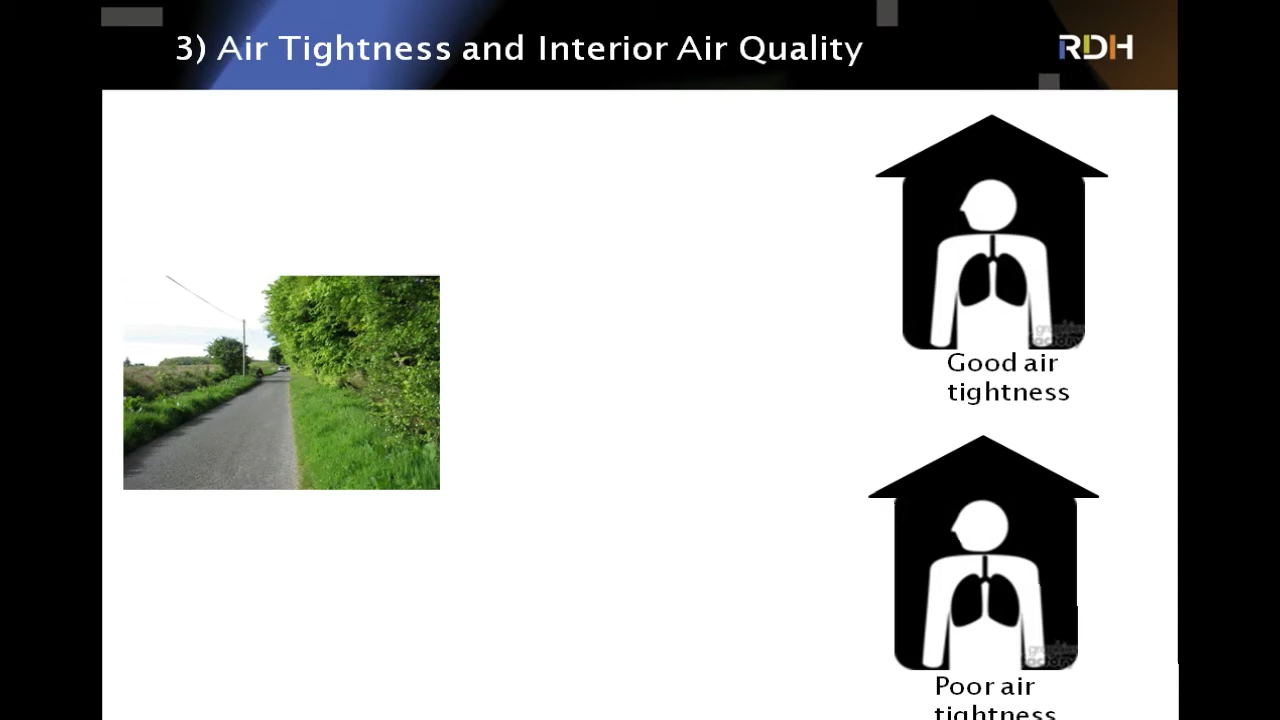 3) Air Tightness and Interior Air Quality
RDH
Good air
tightness
Poor air
tightness